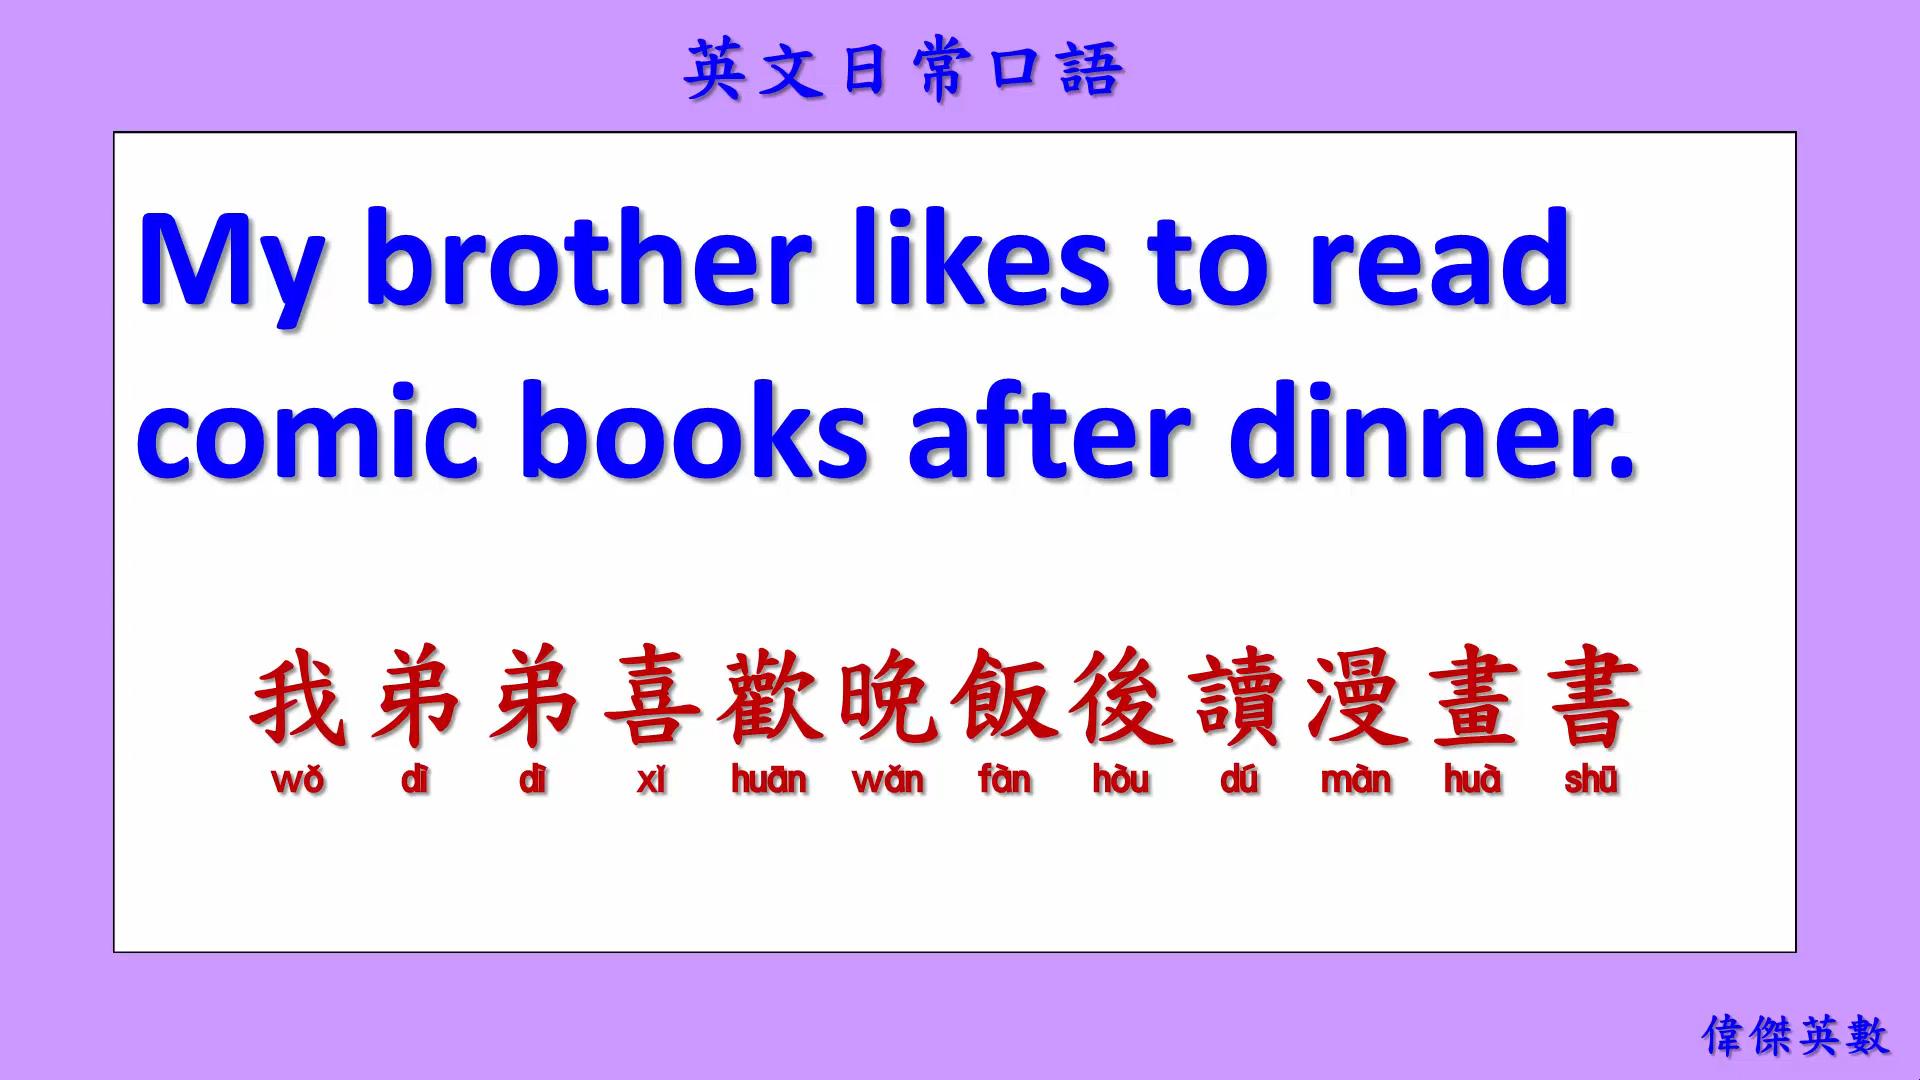 英文日常口語
My brother likes to read
comic books after dinner.
我弟弟喜歡晚飯後讀漫畫書
wǒ dì dì xǐ huān wǎn fàn hòu dú màn huà shū
偉傑英數